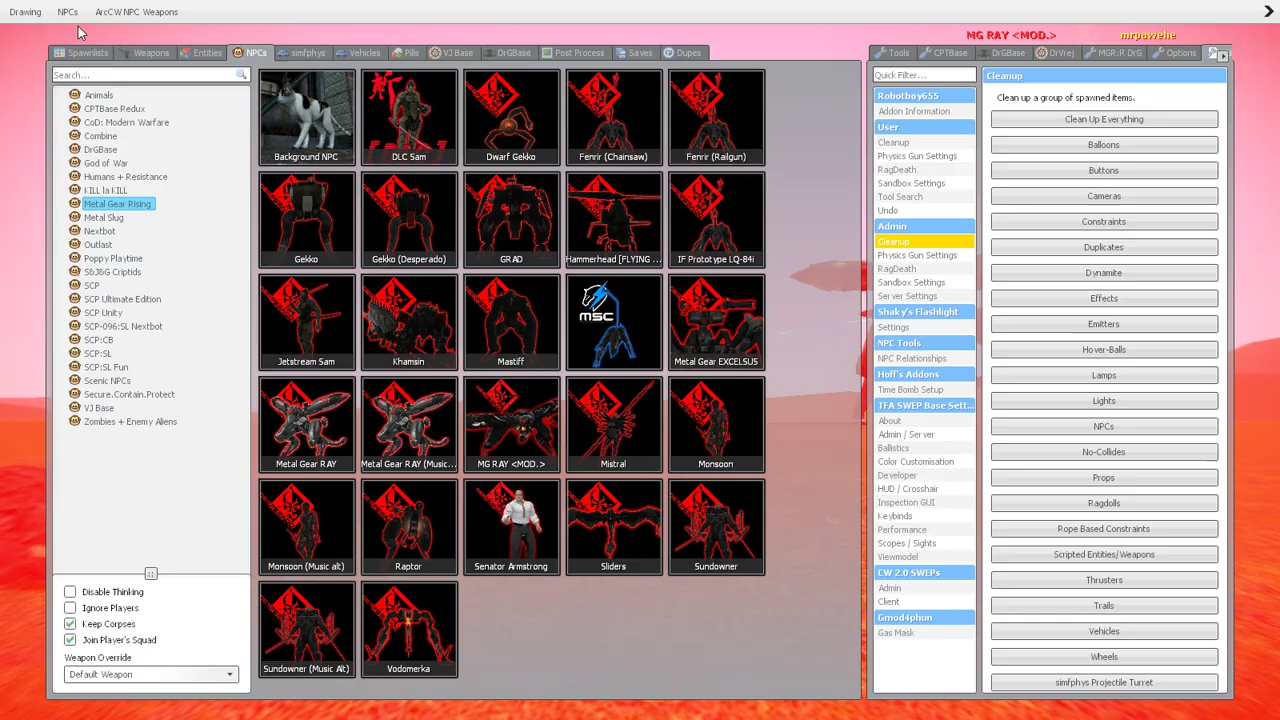 Drawing NPCs ArcCW NPC Weapons
MG RAY <MOD.> mrpawehe
Spawnlists Weapons Entities NPCs simfphys Vehicles Pills VJ Base DrGBase Post Process Saves Dupes
Tools CPTBase DrGBase DrVrej MGR:R DrG Options
Search...
Animals
CPTBase Redux
CoD: Modern Warfare
Combine
DrGBase
God of War
Humans + Resistance
KILL la KILL
Metal Gear Rising
Metal Slug
Nextbot
Outlast
Poppy Playtime
S&J&G Criptids
SCP
SCP Ultimate Edition
SCP Unity
SCP-096:SL Nextbot
SCP:CB
SCP:SL
SCP:SL Fun
Scenic NPCs
Secure.Contain.Protect
VJ Base
Zombies + Enemy Aliens
Disable Thinking
Ignore Players
Keep Corpses
Join Player's Squad
Weapon Override
Default Weapon
Background NPC
DLC Sam
Dwarf Gekko
Fenrir (Chainsaw)
Fenrir (Railgun)
Gekko
Gekko (Desperado)
GRAD
Hammerhead [FLYING ...
IF Prototype LQ-84i
Jetstream Sam
Khamsin
Mastiff
MSC
Metal Gear EXCELSUS
Metal Gear RAY
Metal Gear RAY (Music...
MG RAY <MOD.>
Mistral
Monsoon
Monsoon (Music alt)
Raptor
Senator Armstrong
Sliders
Sundowner
Sundowner (Music Alt)
Vodomerka
Quick Filter...
Robotboy655
Addon Information
User
Cleanup
Physics Gun Settings
RagDeath
Sandbox Settings
Tool Search
Undo
Admin
Cleanup
Physics Gun Settings
RagDeath
Sandbox Settings
Server Settings
Shaky's Flashlight
Settings
NPC Tools
NPC Relationships
Hoff's Addons
Time Bomb Setup
TFA SWEP Base Sett...
About
Admin / Server
Ballistics
Color Customisation
Developer
HUD / Crosshair
Inspection GUI
Keybinds
Performance
Scopes / Sights
Viewmodel
CW 2.0 SWEPs
Admin
Client
Gmod4phun
Gas Mask
Cleanup
Clean up a group of spawned items.
Clean Up Everything
Balloons
Buttons
Cameras
Constraints
Duplicates
Dynamite
Effects
Emitters
Hover-Balls
Lamps
Lights
NPCs
No-Collides
Props
Ragdolls
Rope Based Constraints
Scripted Entities/Weapons
Thrusters
Trails
Vehicles
Wheels
simfphys Projectile Turret